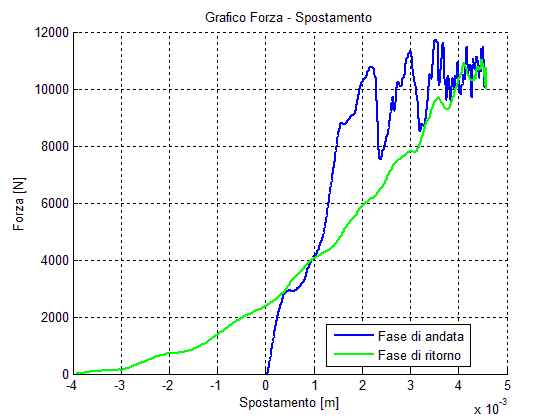 Grafico Forza - Spostamento
Forza [N]
12000
10000
8000
6000
4000
2000
0
-4 -3 -2 -1 0 1 2 3 4 5
Spostamento [m]
x 10^-3
Fase di andata
Fase di ritorno